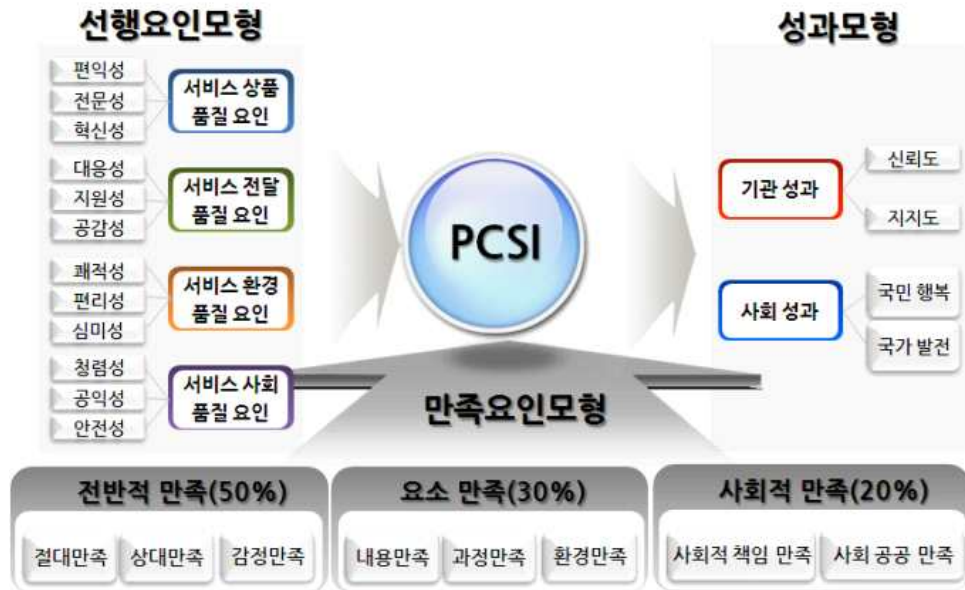 선행요인모형
편익성
전문성
혁신성
서비스 상품
품질 요인
대응성
지원성
공감성
서비스 전달
품질 요인
쾌적성
편리성
심미성
서비스 환경
품질 요인
청렴성
공익성
안전성
서비스 사회
품질 요인
PCSI
만족요인모형
성과모형
기관 성과
신뢰도
지지도
사회 성과
국민 행복
국가 발전
전반적 만족(50%)
절대만족
상대만족
감정만족
요소 만족(30%)
내용만족
과정만족
환경만족
사회적 만족(20%)
사회적 책임 만족
사회 공공 만족